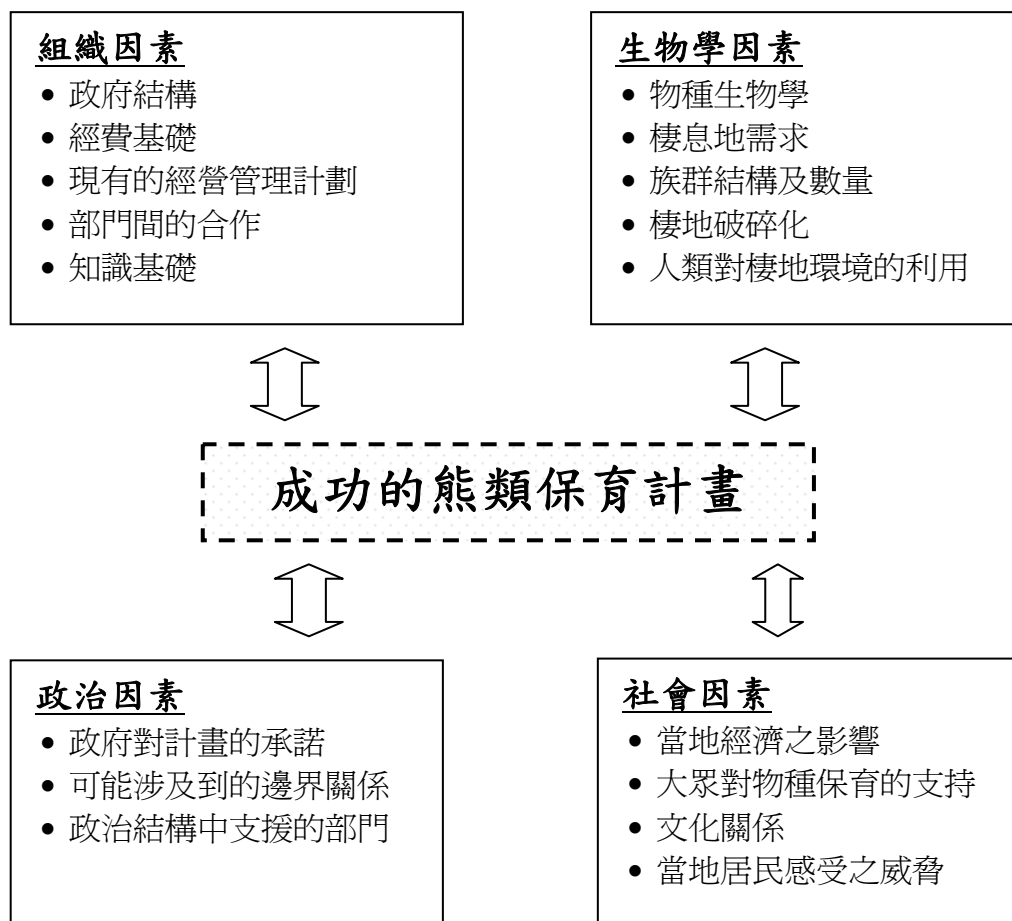 組織因素
• 政府結構
• 經費基礎
• 現有的經營管理計劃
• 部門間的合作
• 知識基礎
生物學因素
• 物種生物學
• 棲息地需求
• 族群結構及數量
• 棲地破碎化
• 人類對棲地環境的利用
成功的熊類保育計畫
政治因素
• 政府對計畫的承諾
• 可能涉及到的邊界關係
• 政治結構中支援的部門
社會因素
• 當地經濟之影響
• 大眾對物種保育的支持
• 文化關係
• 當地居民感受之威脅